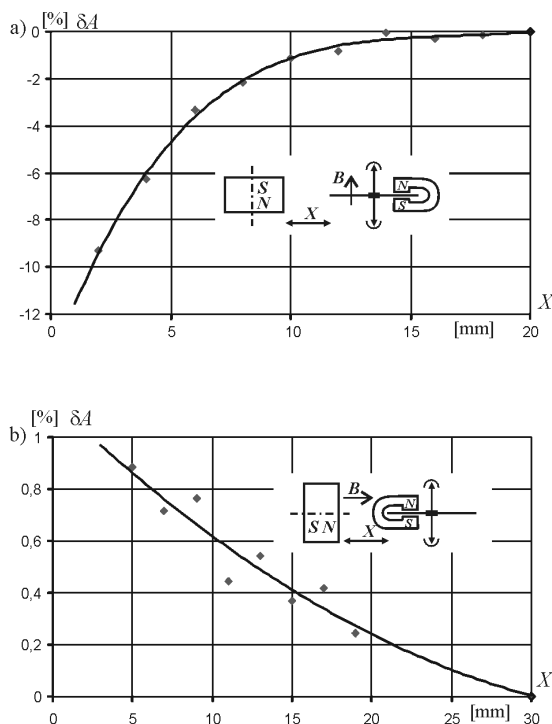 a) [%] δA
0
-2
-4
-6
-8
-10
-12
S
N
X
B
N
S
X
0 5 10 15 20
[mm]
b) [%] δA
1
0,8
0,6
0,4
0,2
0
S N
B
X
N
S
X
0 5 10 15 20 25 30
[mm]